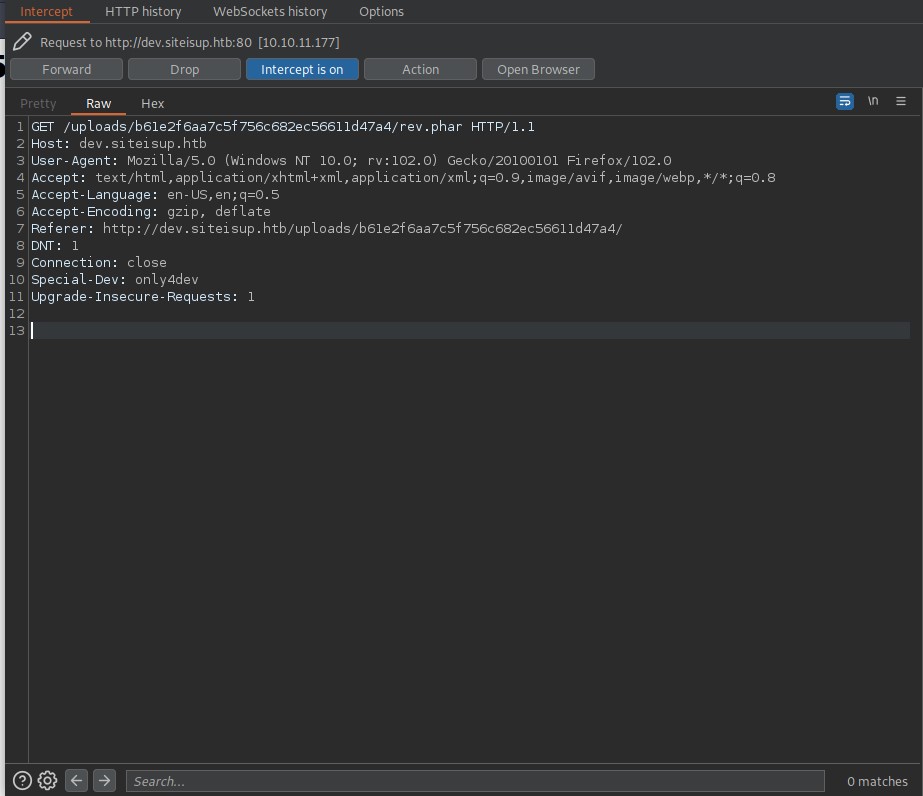 Intercept HTTP history WebSockets history Options
Request to http://dev.siteisup.htb:80 [10.10.11.177]
Forward Drop Intercept is on Action Open Browser
Pretty Raw Hex \n
1 GET /uploads/b61e2f6aa7c5f756c682ec56611d47a4/rev.phar HTTP/1.1
2 Host: dev.siteisup.htb
3 User-Agent: Mozilla/5.0 (Windows NT 10.0; rv:102.0) Gecko/20100101 Firefox/102.0
4 Accept: text/html,application/xhtml+xml,application/xml;q=0.9,image/avif,image/webp,*/*;q=0.8
5 Accept-Language: en-US,en;q=0.5
6 Accept-Encoding: gzip, deflate
7 Referer: http://dev.siteisup.htb/uploads/b61e2f6aa7c5f756c682ec56611d47a4/
8 DNT: 1
9 Connection: close
10 Special-Dev: only4dev
11 Upgrade-Insecure-Requests: 1
12
13
Search... 0 matches